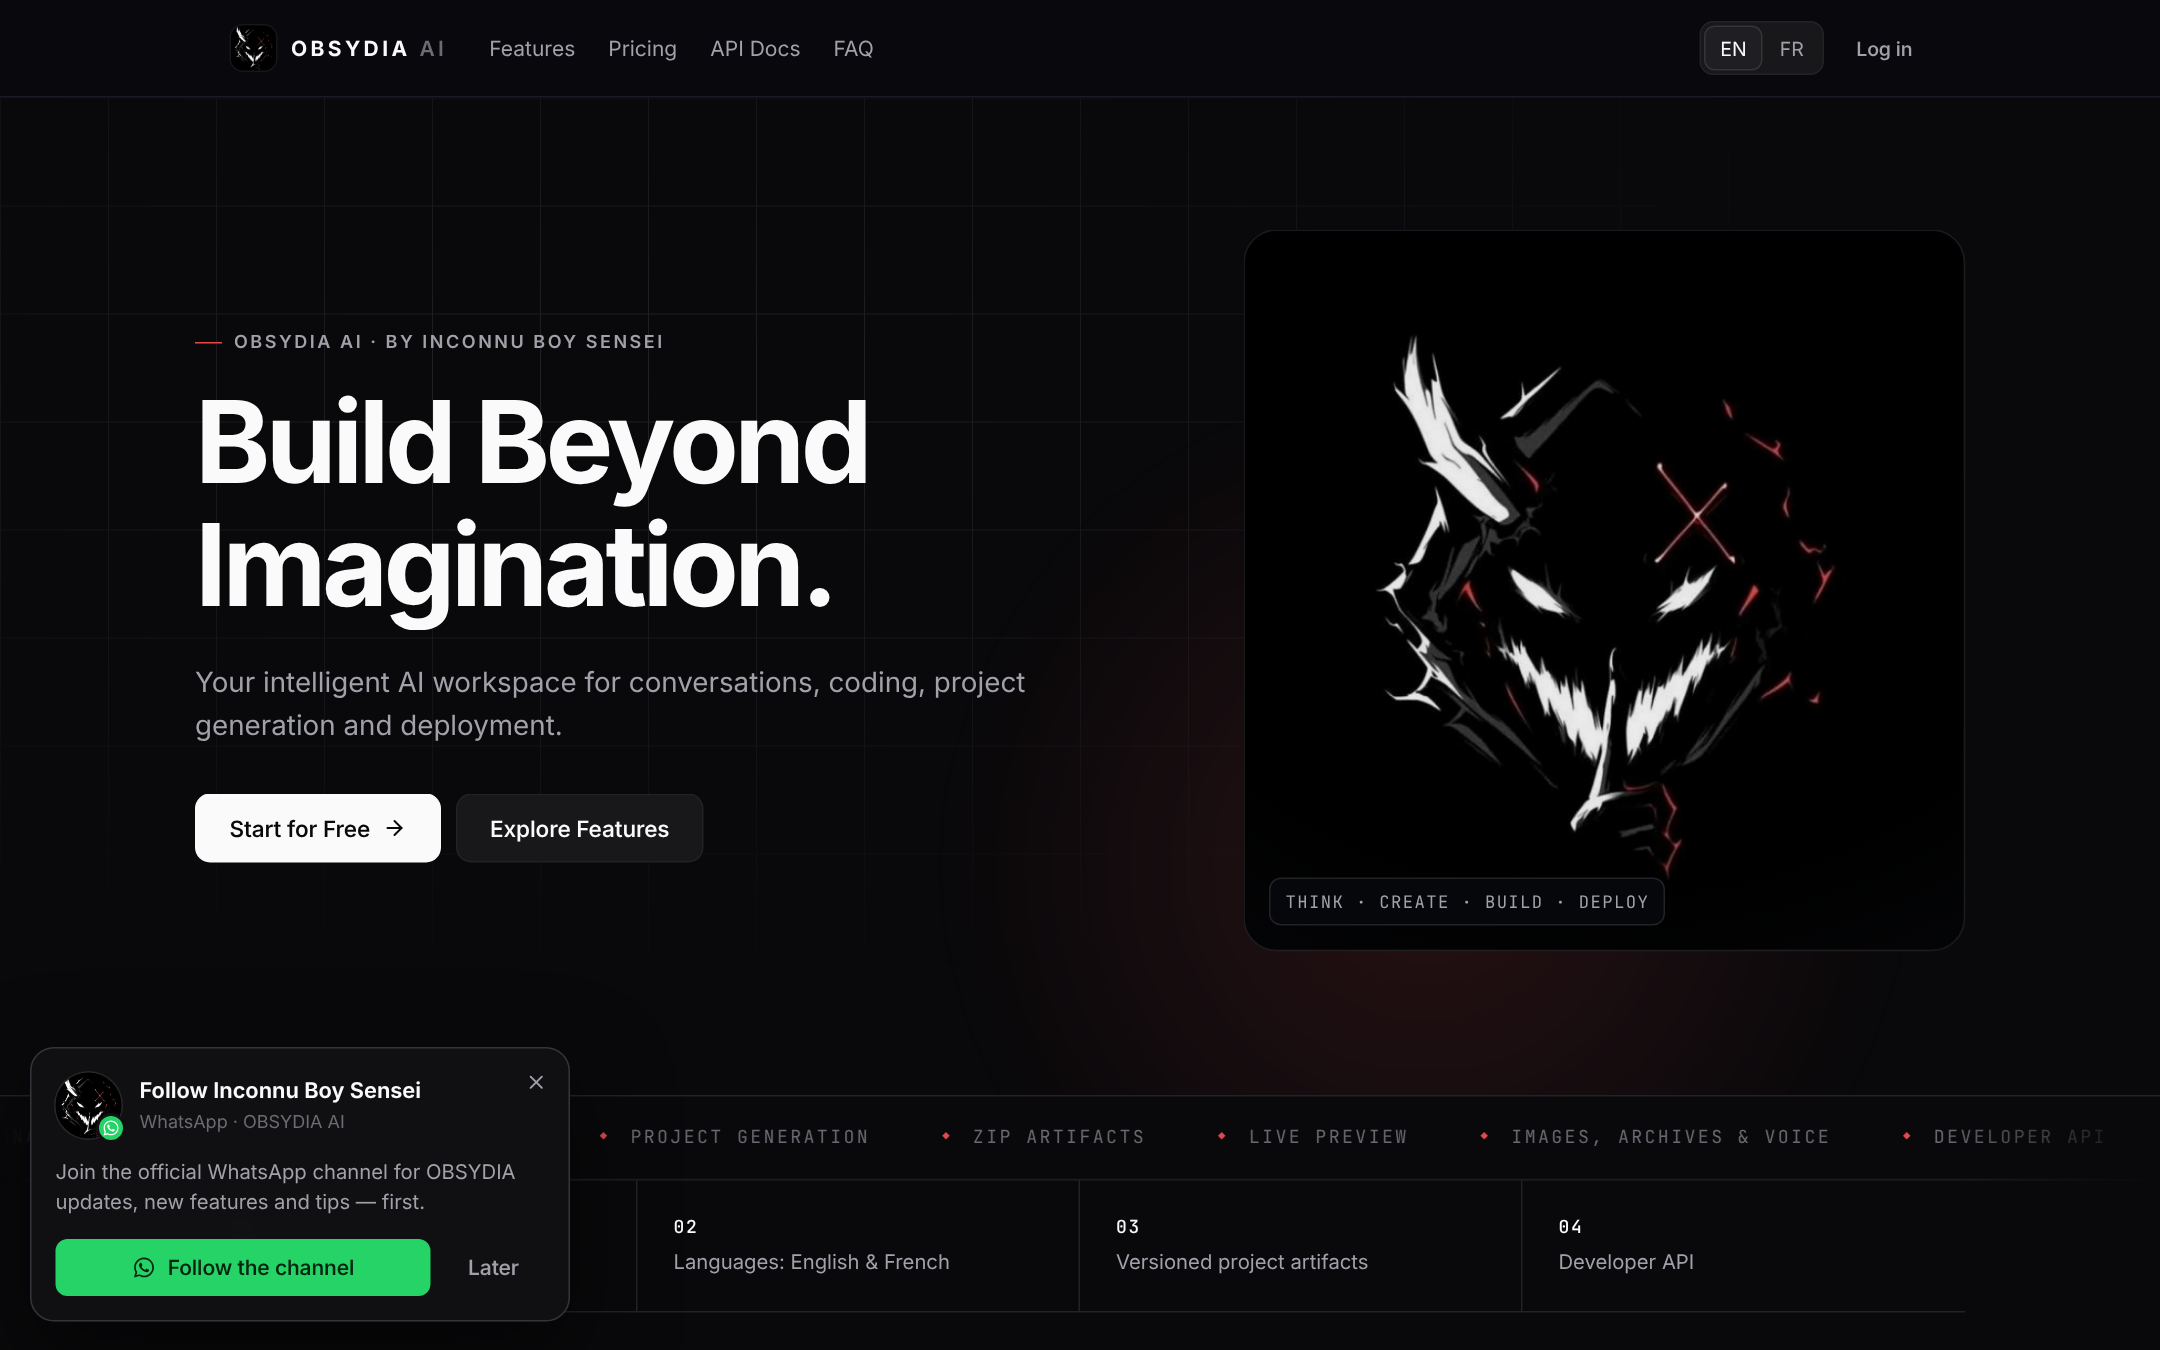 OBSYDIA AI
Features
Pricing
API Docs
FAQ
EN
FR
Log in
OBSYDIA AI · BY INCONNU BOY SENSEI
Build Beyond
Imagination.
Your intelligent AI workspace for conversations, coding, project
generation and deployment.
Start for Free →
Explore Features
THINK · CREATE · BUILD · DEPLOY
Follow Inconnu Boy Sensei
WhatsApp · OBSYDIA AI
Join the official WhatsApp channel for OBSYDIA
updates, new features and tips — first.
Follow the channel
Later
PROJECT GENERATION
ZIP ARTIFACTS
LIVE PREVIEW
IMAGES, ARCHIVES & VOICE
DEVELOPER API
02
Languages: English & French
03
Versioned project artifacts
04
Developer API